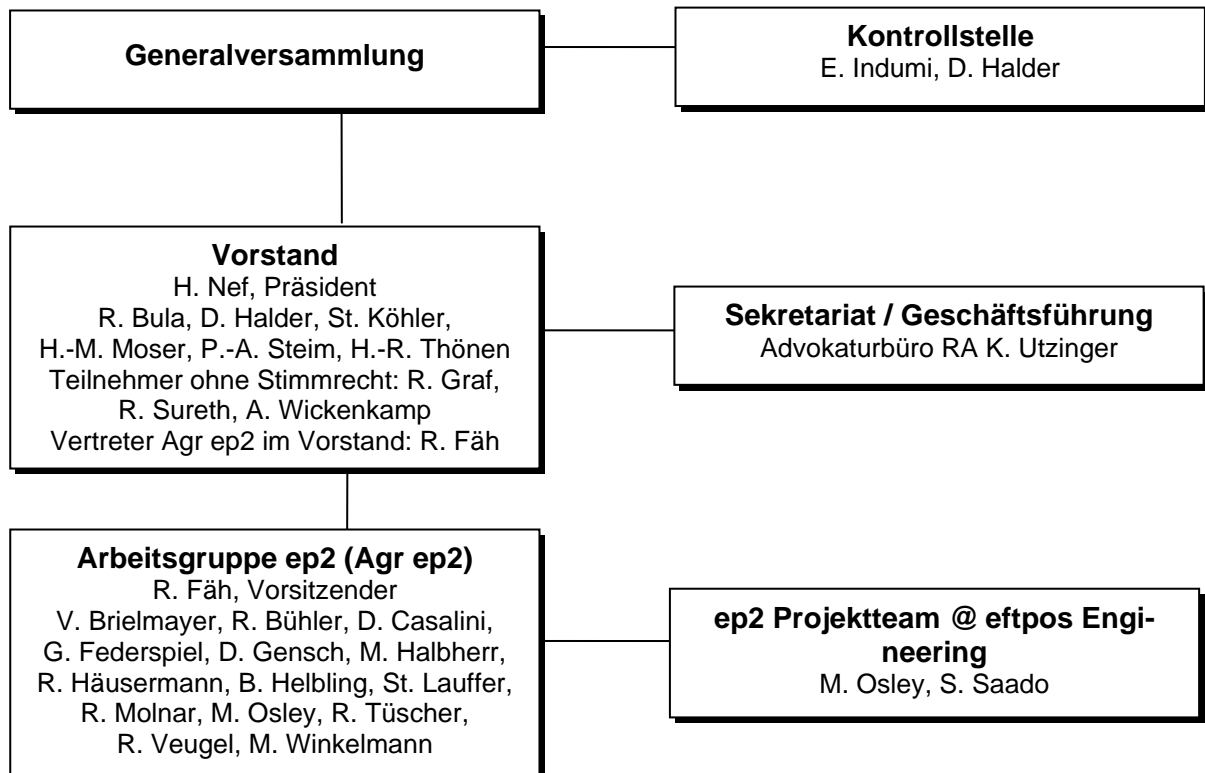 Generalversammlung
Kontrollstelle
E. Indumi, D. Halder
Vorstand
H. Nef, Präsident
R. Bula, D. Halder, St. Köhler,
H.-M. Moser, P.-A. Steim, H.-R. Thönen
Teilnehmer ohne Stimmrecht: R. Graf,
R. Sureth, A. Wickenkamp
Vertreter Agr ep2 im Vorstand: R. Fäh
Sekretariat / Geschäftsführung
Advokaturbüro RA K. Utzinger
Arbeitsgruppe ep2 (Agr ep2)
R. Fäh, Vorsitzender
V. Brielmayer, R. Bühler, D. Casalini,
G. Federspiel, D. Gensch, M. Halbherr,
R. Häusermann, B. Helbling, St. Lauffer,
R. Molnar, M. Osley, R. Tüscher,
R. Veugel, M. Winkelmann
ep2 Projektteam @ eftpos Engi-
neering
M. Osley, S. Saado